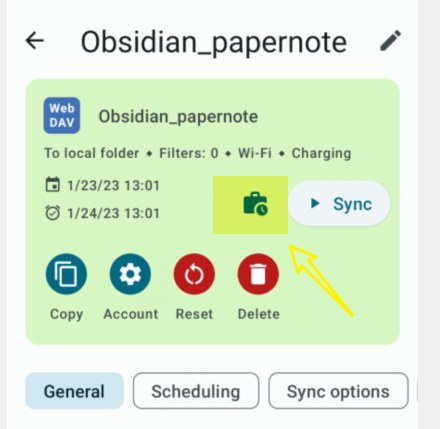 Obsidian_papernote
Web
DAV
Obsidian_papernote
To local folder • Filters: 0 • Wi-Fi • Charging
1/23/23 13:01
1/24/23 13:01
Sync
Copy Account Reset Delete
General Scheduling Sync options